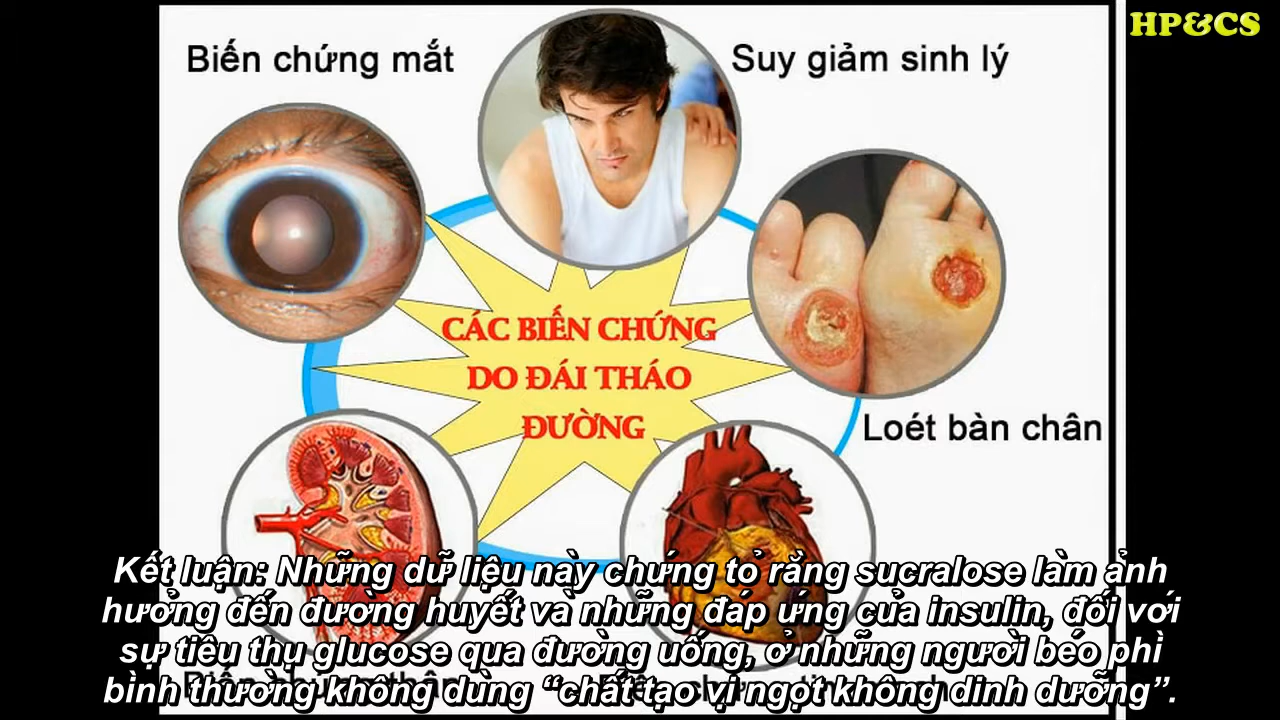 HP&CS
Biến chứng mắt
Suy giảm sinh lý
CÁC BIẾN CHỨNG
DO ĐÁI THÁO
ĐƯỜNG
Loét bàn chân
Kết luận: Những dữ liệu này chứng tỏ rằng sucralose làm ảnh
hưởng đến đường huyết và những đáp ứng của insulin, đối với
sự tiêu thụ glucose qua đường uống, ở những người béo phì
bình thường không dùng “chất tạo vị ngọt không dinh dưỡng”.